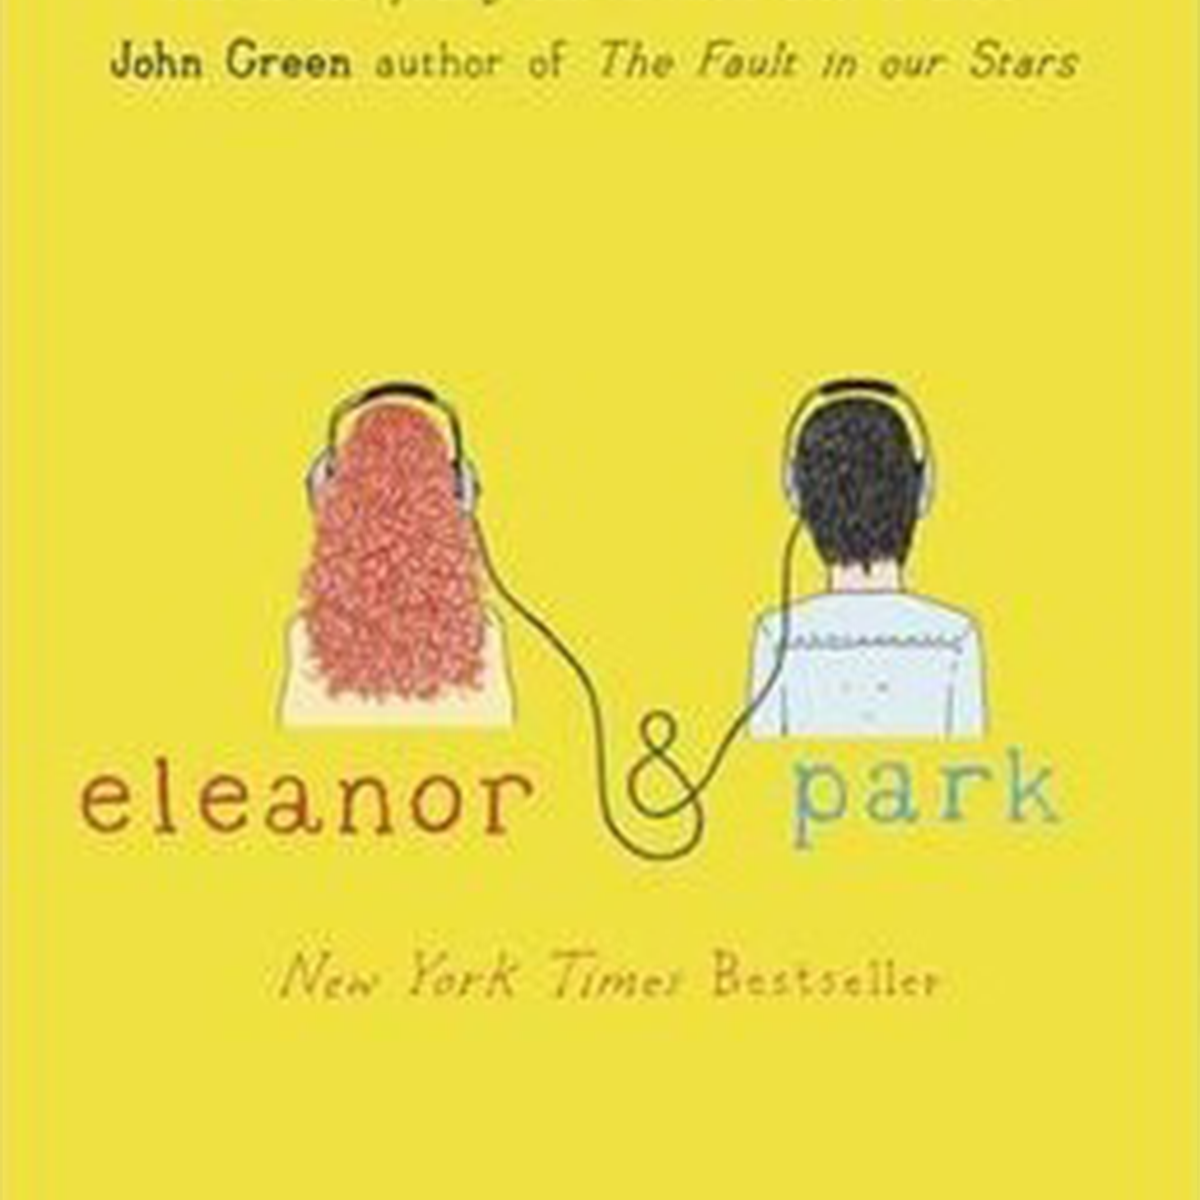 John Green author of The Fault in our Stars
eleanor & park
New York Times Bestseller